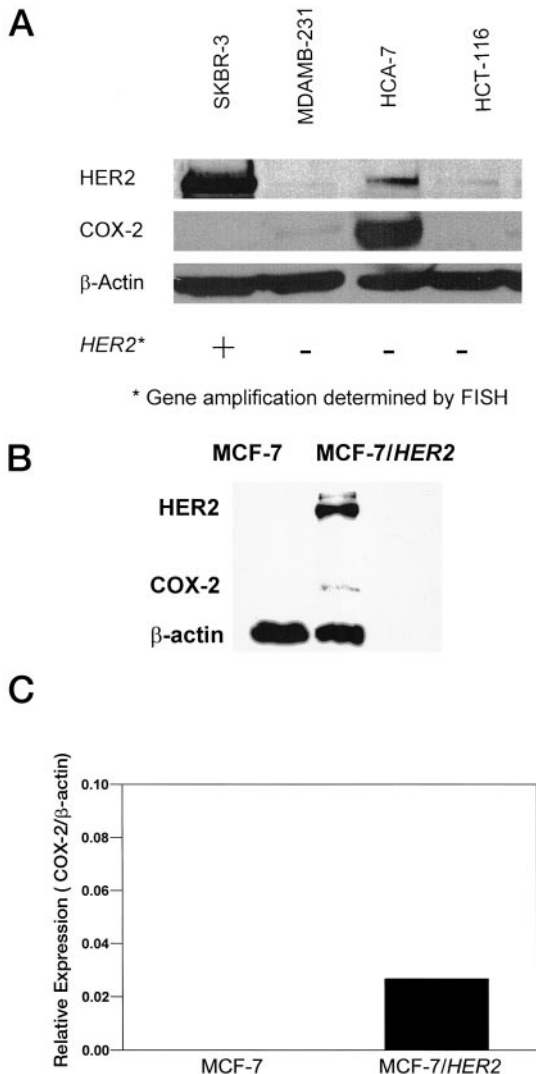 A
SKBR-3 MDAMB-231 HCA-7 HCT-116
HER2
COX-2
β-Actin
HER2* + - - -
* Gene amplification determined by FISH
B
MCF-7 MCF-7/HER2
HER2
COX-2
β-actin
C
Relative Expression ( COX-2/β-actin)
0.10
0.08
0.06
0.04
0.02
0.00
MCF-7 MCF-7/HER2